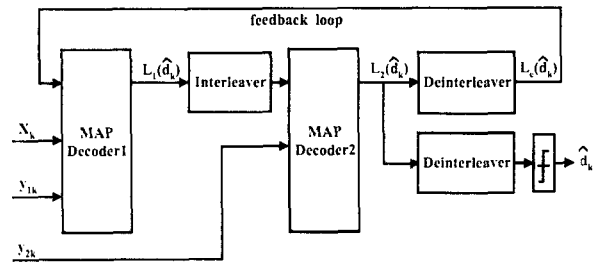 feedback loop
L₁(d̂ₖ)
Interleaver
L₂(d̂ₖ)
Deinterleaver
Lₑ(d̂ₖ)
Xₖ
MAP
Decoder1
MAP
Decoder2
Deinterleaver
d̂ₖ
y₁ₖ
y₂ₖ